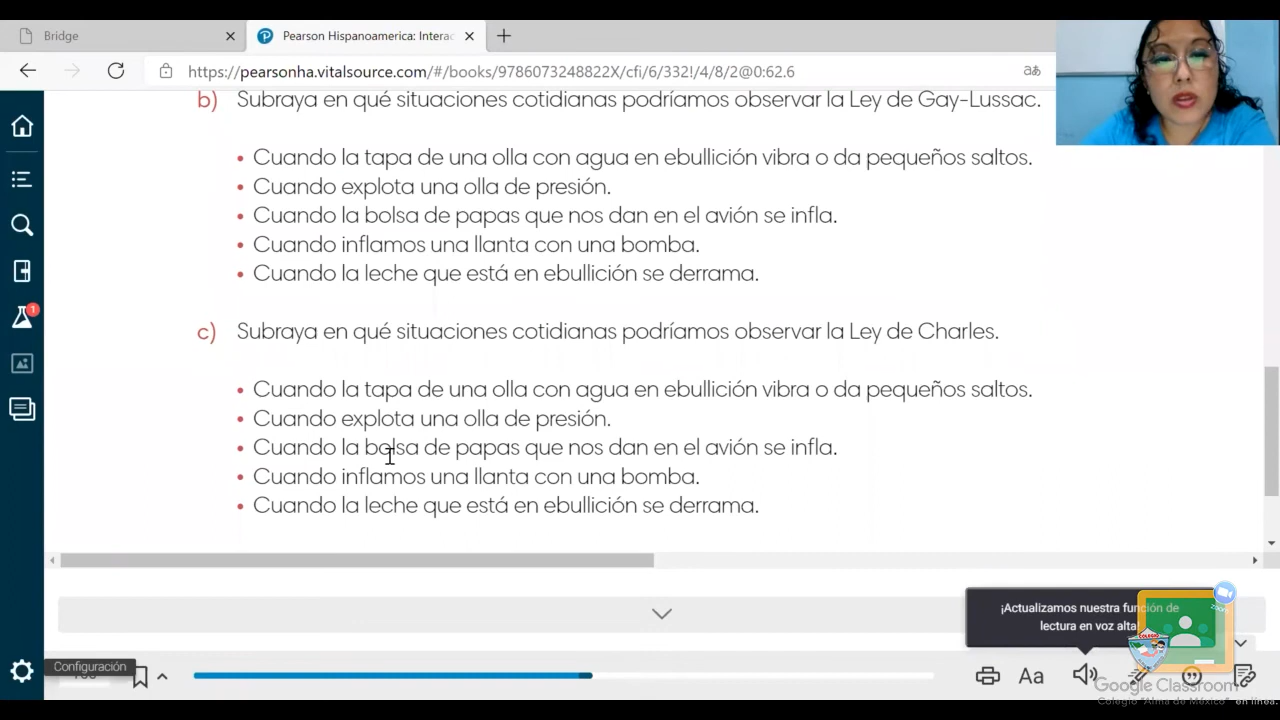 Bridge
Pearson Hispanoamerica: Interac
https://pearsonha.vitalsource.com/#/books/9786073248822X/cfi/6/332!/4/8/2@0:62.6
b) Subraya en qué situaciones cotidianas podríamos observar la Ley de Gay-Lussac.
• Cuando la tapa de una olla con agua en ebullición vibra o da pequeños saltos.
• Cuando explota una olla de presión.
• Cuando la bolsa de papas que nos dan en el avión se infla.
• Cuando inflamos una llanta con una bomba.
• Cuando la leche que está en ebullición se derrama.
c) Subraya en qué situaciones cotidianas podríamos observar la Ley de Charles.
• Cuando la tapa de una olla con agua en ebullición vibra o da pequeños saltos.
• Cuando explota una olla de presión.
• Cuando la bolsa de papas que nos dan en el avión se infla.
• Cuando inflamos una llanta con una bomba.
• Cuando la leche que está en ebullición se derrama.
1
¡Actualizamos nuestra función de
lectura en voz alta!
Configuración
Aa
COLEGIO
Google Classroom
Colegio "Alma de México" en línea.